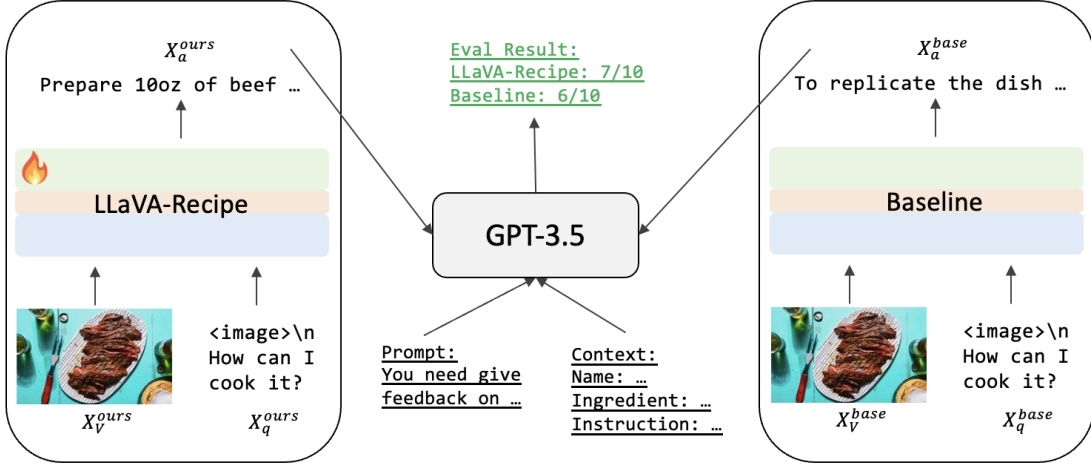 X_a^{ours}
Prepare 10oz of beef …
LLaVA-Recipe
<image>\n
How can I
cook it?
X_V^{ours}
X_q^{ours}
Eval Result:
LLaVA-Recipe: 7/10
Baseline: 6/10
GPT-3.5
Prompt:
You need give
feedback on …
Context:
Name: …
Ingredient: …
Instruction: …
X_a^{base}
To replicate the dish …
Baseline
<image>\n
How can I
cook it?
X_V^{base}
X_q^{base}